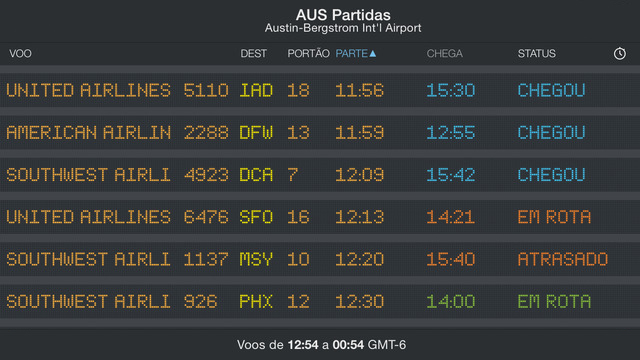 AUS Partidas
Austin-Bergstrom Int'l Airport
VOO DEST PORTÃO PARTE▲ CHEGA STATUS
UNITED AIRLINES 5110 IAD 18 11:56 15:30 CHEGOU
AMERICAN AIRLIN 2288 DFW 13 11:59 12:55 CHEGOU
SOUTHWEST AIRLI 4923 DCA 7 12:09 15:42 CHEGOU
UNITED AIRLINES 6476 SFO 16 12:13 14:21 EM ROTA
SOUTHWEST AIRLI 1137 MSY 10 12:20 15:40 ATRASADO
SOUTHWEST AIRLI 926 PHX 12 12:30 14:00 EM ROTA
Voos de 12:54 a 00:54 GMT-6